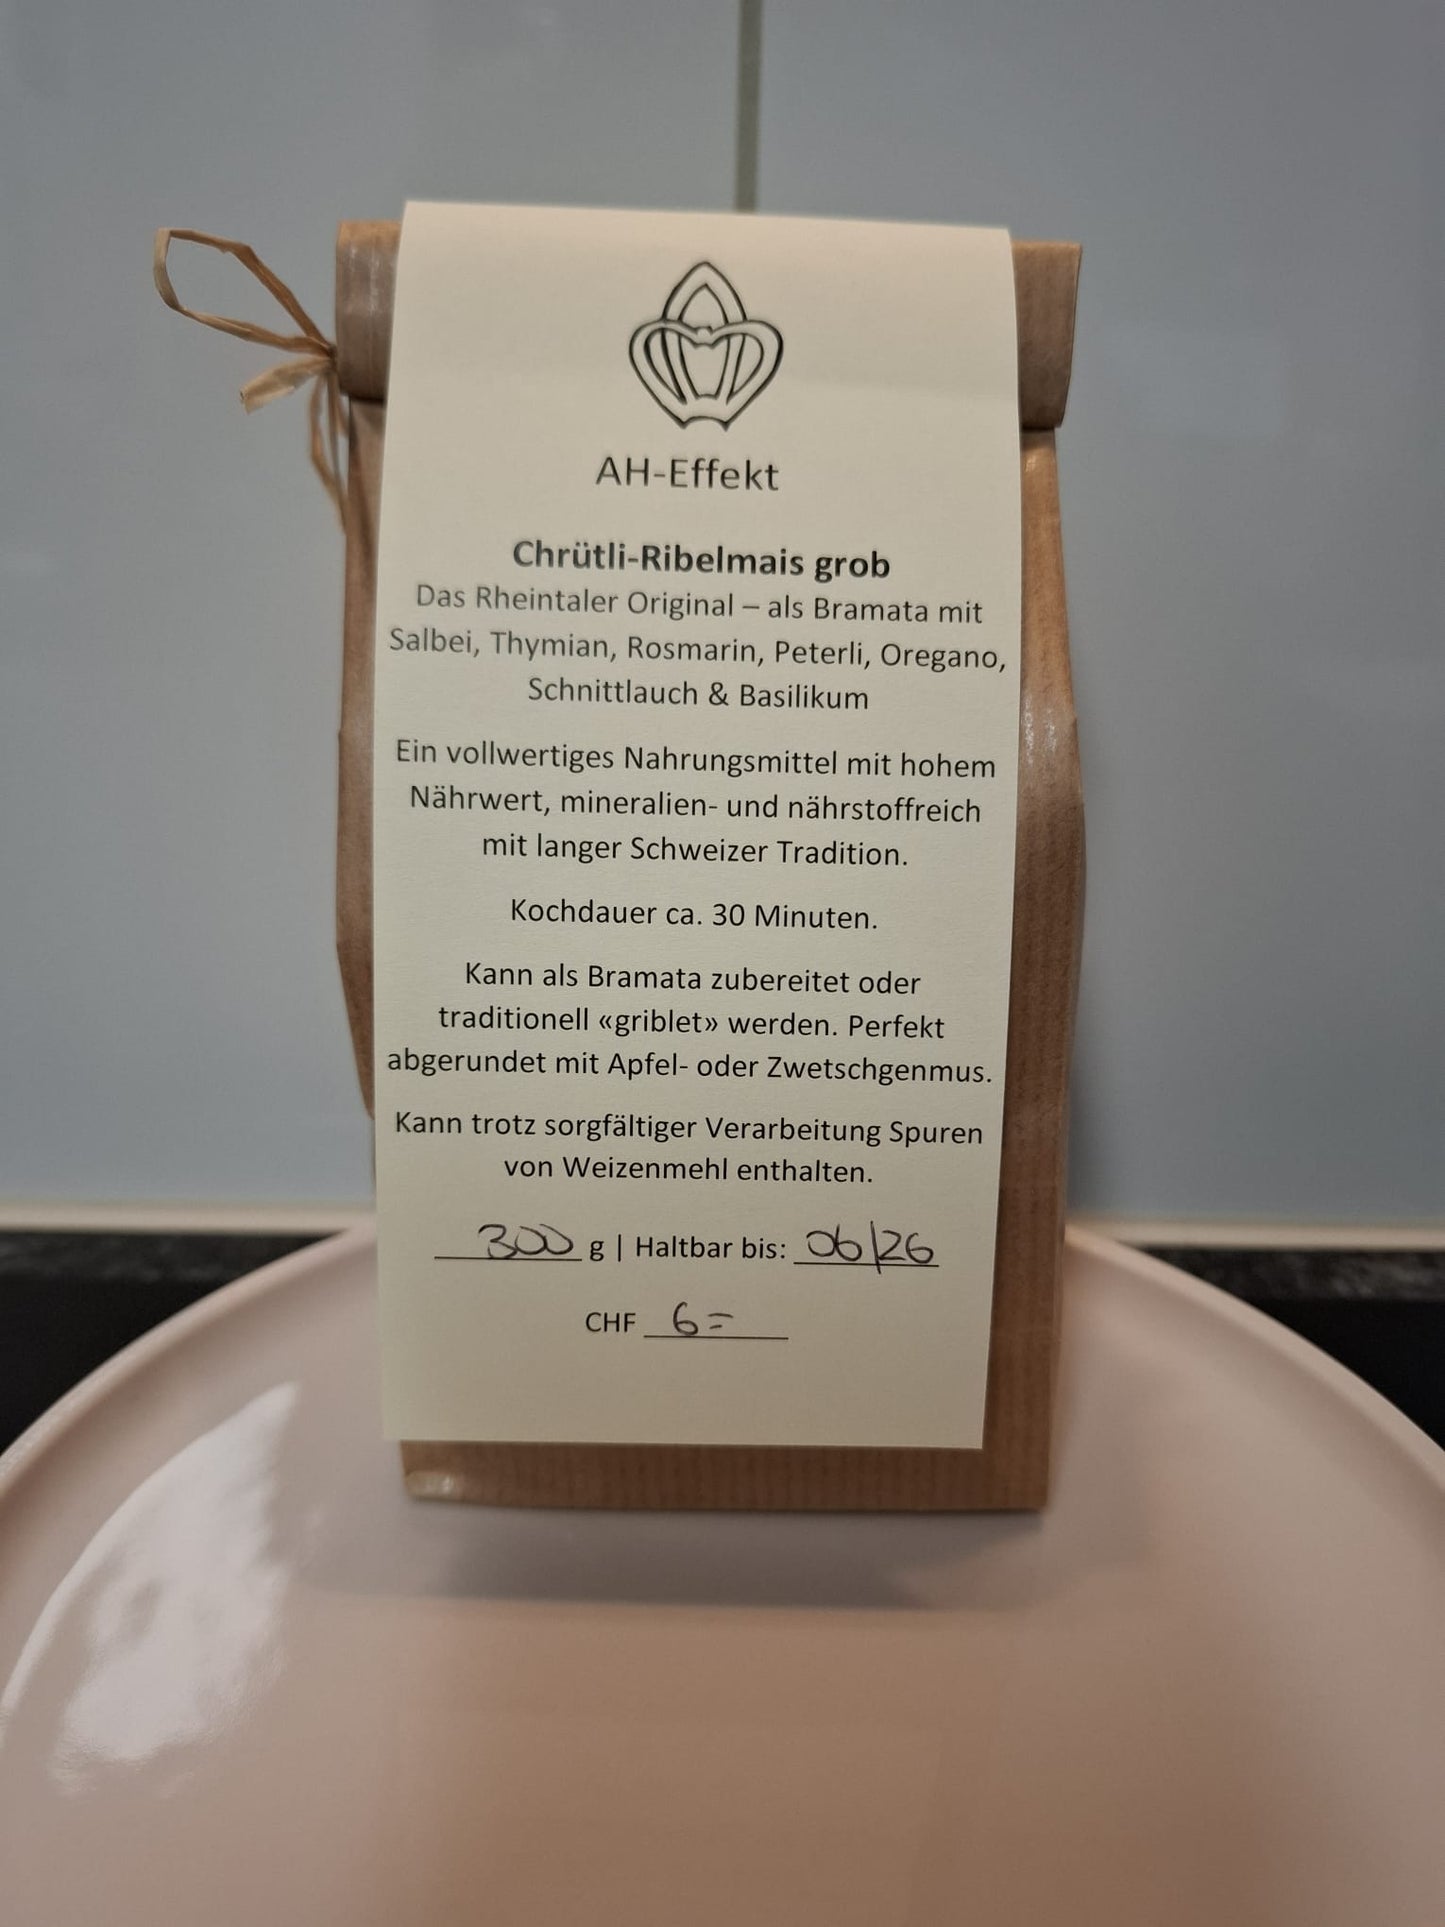 AH-Effekt
Chrütli-Ribelmais grob
Das Rheintaler Original – als Bramata mit
Salbei, Thymian, Rosmarin, Peterli, Oregano,
Schnittlauch & Basilikum
Ein vollwertiges Nahrungsmittel mit hohem
Nährwert, mineralien- und nährstoffreich
mit langer Schweizer Tradition.
Kochdauer ca. 30 Minuten.
Kann als Bramata zubereitet oder
traditionell «griblet» werden. Perfekt
abgerundet mit Apfel- oder Zwetschgenmus.
Kann trotz sorgfältiger Verarbeitung Spuren
von Weizenmehl enthalten.
300 g | Haltbar bis: 06/26
CHF 6=